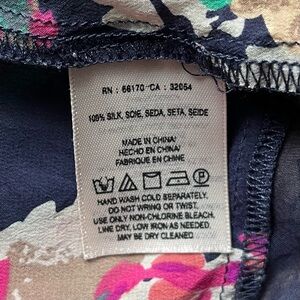 RN : 66170 CA : 32054
100% SILK, SOIE, SEDA, SETA, SEIDE
MADE IN CHINA/
HECHO EN CHINA/
FABRIQUE EN CHINE
HAND WASH COLD SEPARATELY.
DO NOT WRING OR TWIST.
USE ONLY NON-CHLORINE BLEACH,
LINE DRY, LOW IRON AS NEEDED.
MAY BE DRY CLEANED